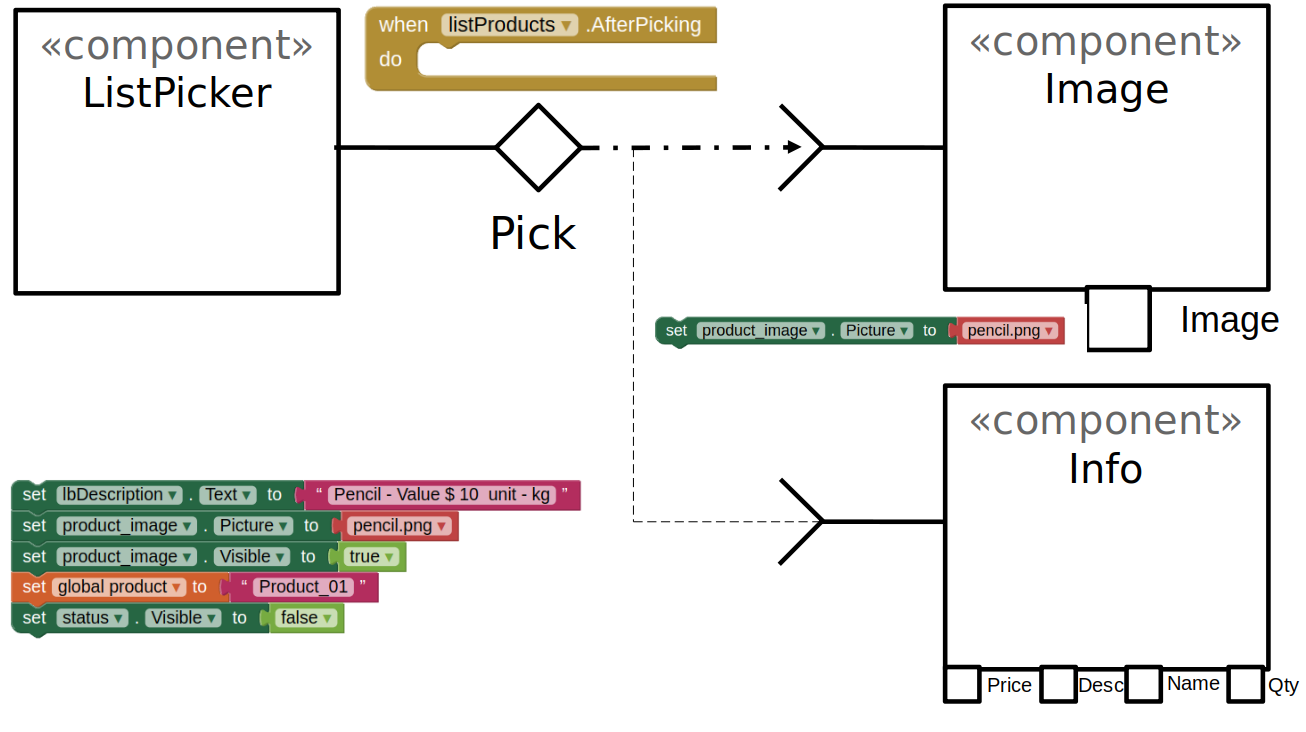 «component»
ListPicker
when listProducts .AfterPicking
do
«component»
Image
Pick
set product_image . Picture to pencil.png
Image
«component»
Info
set lbDescription . Text to “ Pencil - Value $ 10 unit - kg ”
set product_image . Picture to pencil.png
set product_image . Visible to true
set global product to “ Product_01 ”
set status . Visible to false
Price Desc Name Qty